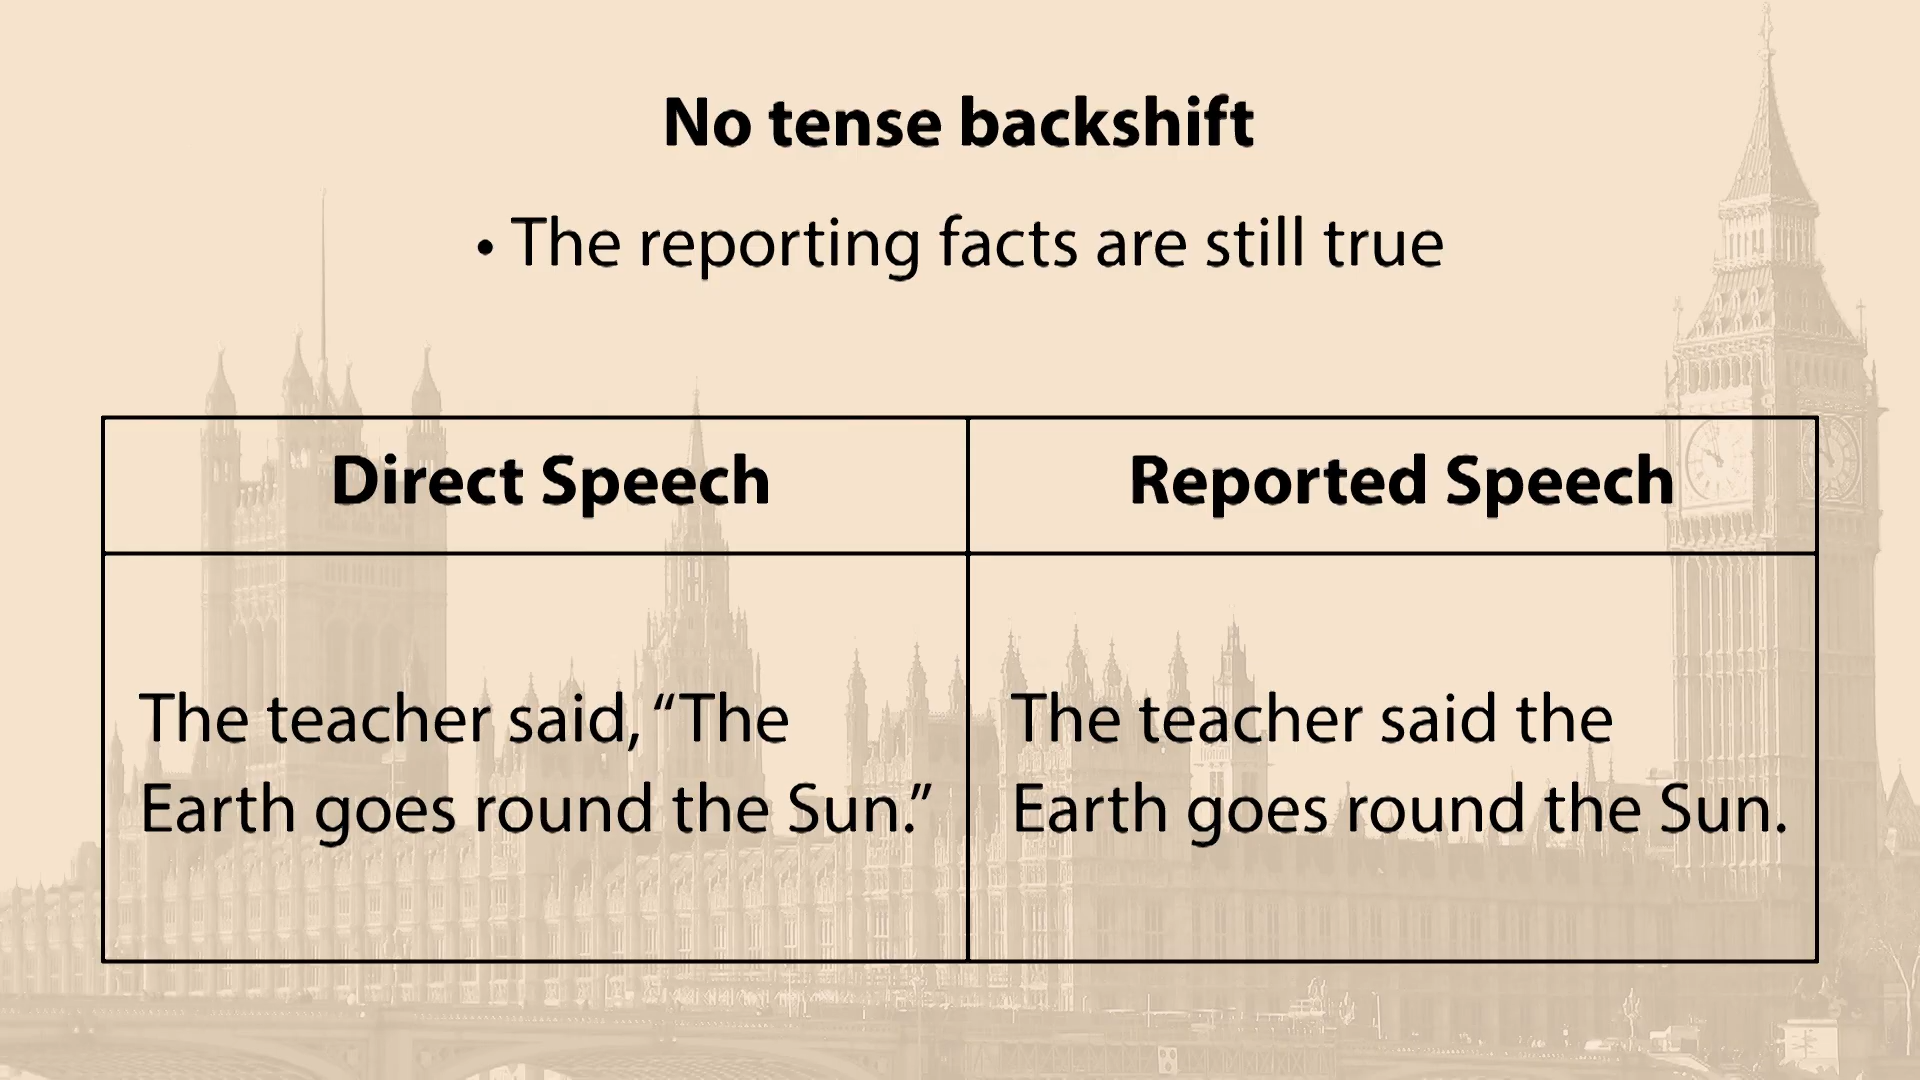 No tense backshift
• The reporting facts are still true
Direct Speech
Reported Speech
The teacher said, “The
Earth goes round the Sun.”
The teacher said the
Earth goes round the Sun.